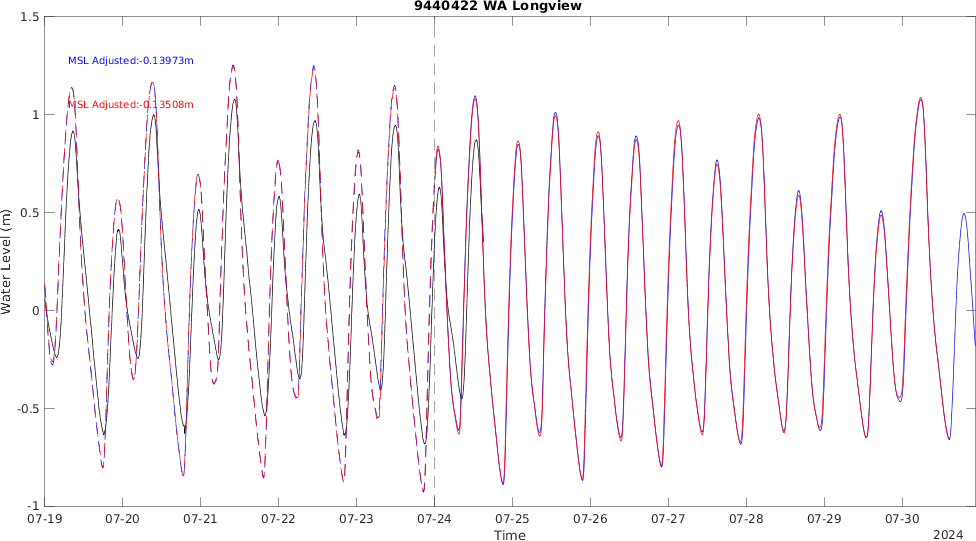 9440422 WA Longview
1.5
MSL Adjusted:-0.13973m
1
MSL Adjusted:-0.13508m
0.5
Water Level (m)
0
-0.5
-1
07-19 07-20 07-21 07-22 07-23 07-24 07-25 07-26 07-27 07-28 07-29 07-30
Time
2024